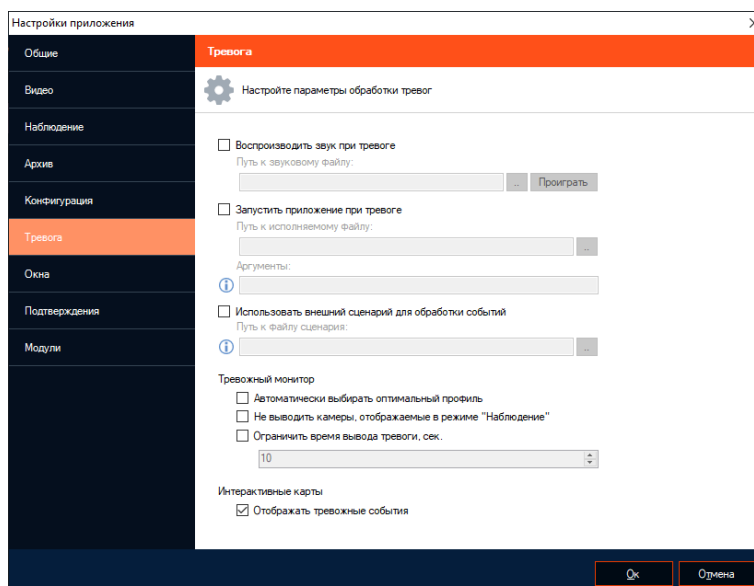 Настройки приложения
Общие
Видео
Наблюдение
Архив
Конфигурация
Тревога
Окна
Подтверждения
Модули
Тревога
Настройте параметры обработки тревог
Воспроизводить звук при тревоге
Путь к звуковому файлу:
.. Проиграть
Запустить приложение при тревоге
Путь к исполняемому файлу:
..
Аргументы:
Использовать внешний сценарий для обработки событий
Путь к файлу сценария:
..
Тревожный монитор
Автоматически выбирать оптимальный профиль
Не выводить камеры, отображаемые в режиме "Наблюдение"
Ограничить время вывода тревоги, сек.
10
Интерактивные карты
Отображать тревожные события
Ок Отмена